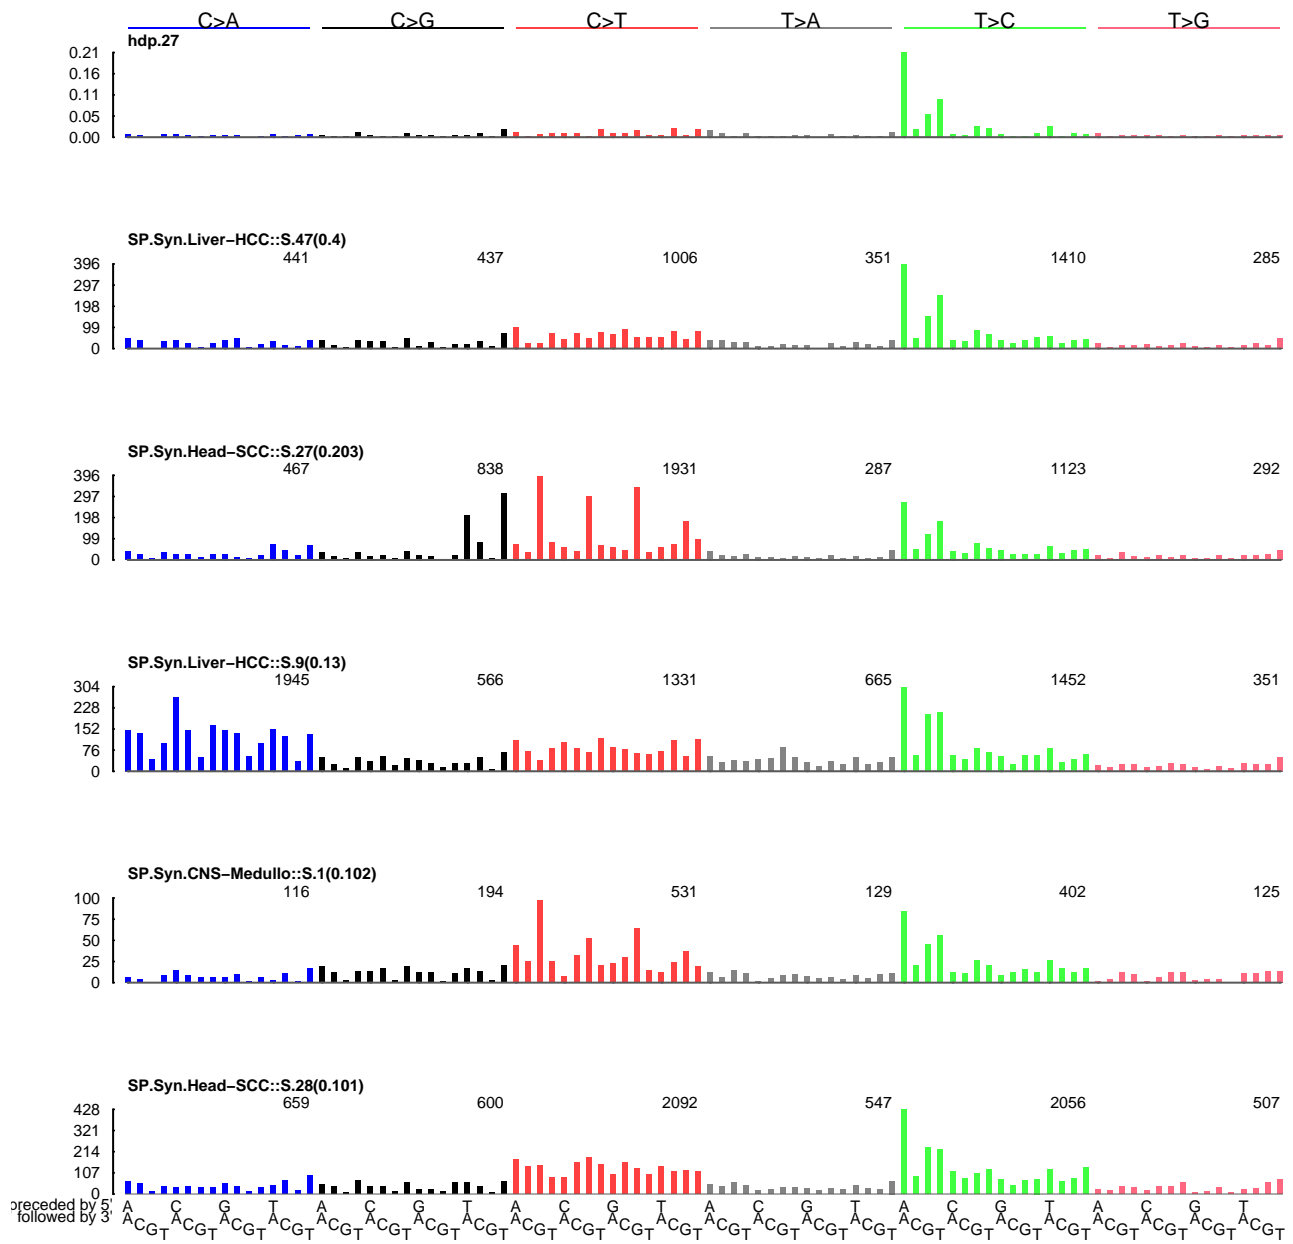 C>A C>G C>T T>A T>C T>G
hdp.27
0.21
0.16
0.11
0.05
0.00
SP.Syn.Liver−HCC::S.47(0.4)
441 437 1006 351 1410 285
396
297
198
99
0
SP.Syn.Head−SCC::S.27(0.203)
467 838 1931 287 1123 292
396
297
198
99
0
SP.Syn.Liver−HCC::S.9(0.13)
1945 566 1331 665 1452 351
304
228
152
76
0
SP.Syn.CNS−Medullo::S.1(0.102)
116 194 531 129 402 125
100
75
50
25
0
SP.Syn.Head−SCC::S.28(0.101)
659 600 2092 547 2056 507
428
321
214
107
0
preceded by 5' A C G T A C G T A C G T A C G T A C G T A C G T
followed by 3' A C G T A C G T A C G T A C G T A C G T A C G T A C G T A C G T A C G T A C G T A C G T A C G T A C G T A C G T A C G T A C G T A C G T A C G T A C G T A C G T A C G T A C G T A C G T A C G T